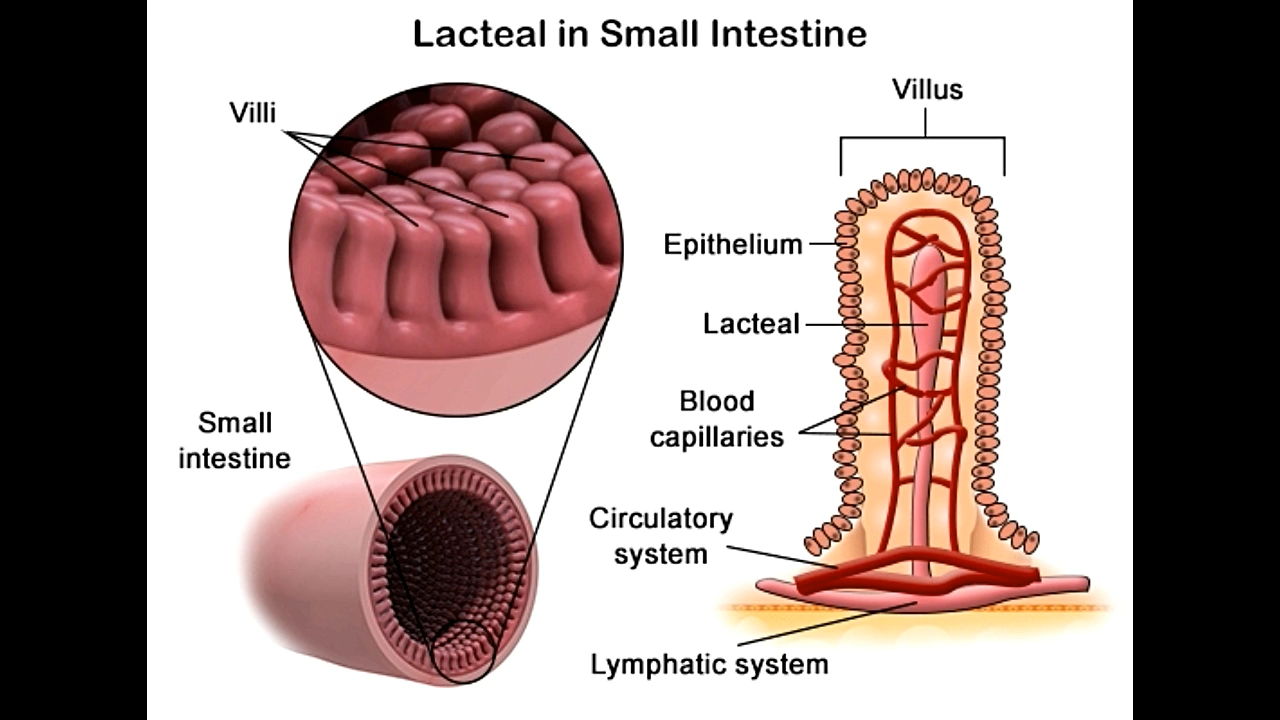 Lacteal in Small Intestine
Villi
Small
intestine
Villus
Epithelium
Lacteal
Blood
capillaries
Circulatory
system
Lymphatic system